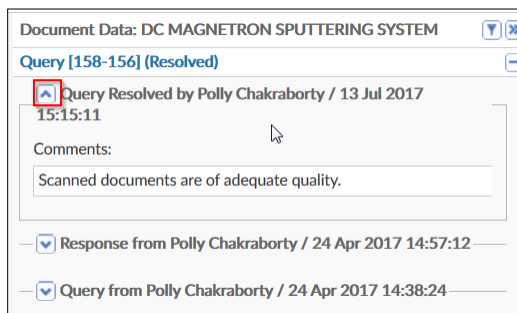 Document Data: DC MAGNETRON SPUTTERING SYSTEM
Query [158-156] (Resolved)
Query Resolved by Polly Chakraborty / 13 Jul 2017
15:15:11
Comments:
Scanned documents are of adequate quality.
Response from Polly Chakraborty / 24 Apr 2017 14:57:12
Query from Polly Chakraborty / 24 Apr 2017 14:38:24